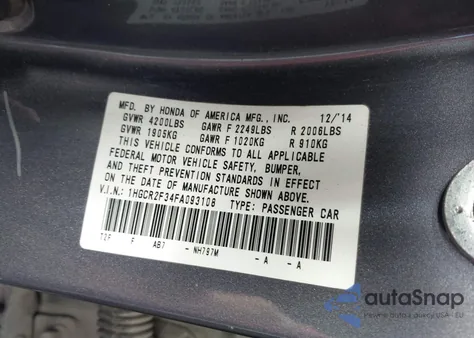 MFD. BY HONDA OF AMERICA MFG., INC. 12/14
GVWR 4200LBS GAWR F 2249LBS R 2006LBS
GVWR 1905KG GAWR F 1020KG R 910KG
THIS VEHICLE CONFORMS TO ALL APPLICABLE
FEDERAL MOTOR VEHICLE SAFETY, BUMPER,
AND THEFT PREVENTION STANDARDS IN EFFECT
ON THE DATE OF MANUFACTURE SHOWN ABOVE.
V.I.N.: 1HGCR2F34FA093108 TYPE: PASSENGER CAR
T2F F AB7 - NH797M - A - A
autoSnap